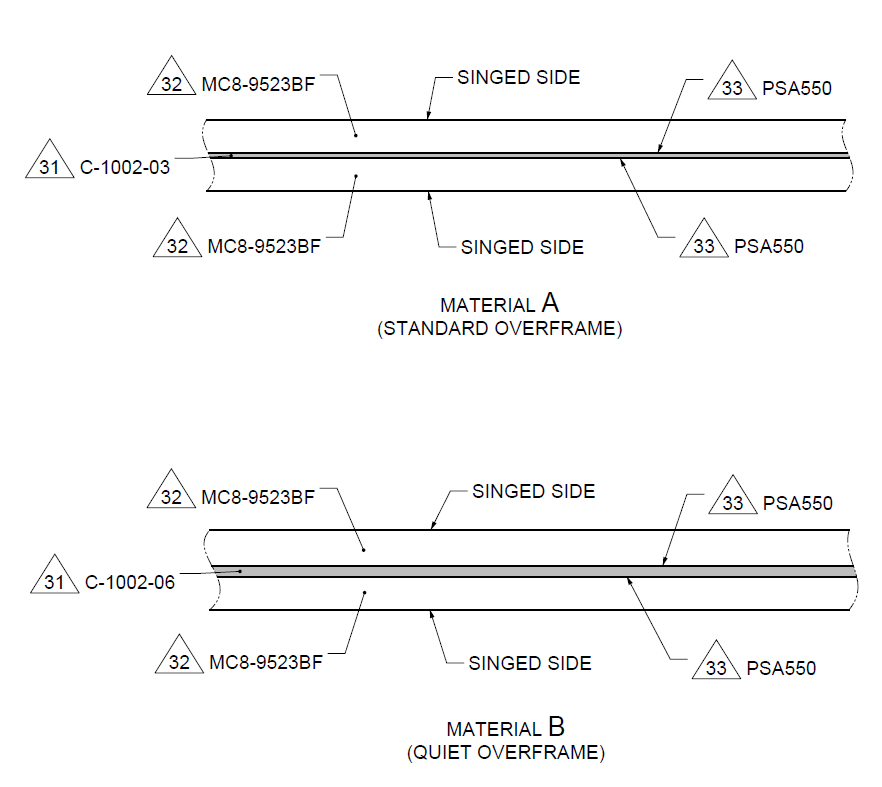 32 MC8-9523BF
SINGED SIDE
33 PSA550
31 C-1002-03
32 MC8-9523BF
SINGED SIDE
33 PSA550
MATERIAL A
(STANDARD OVERFRAME)
32 MC8-9523BF
SINGED SIDE
33 PSA550
31 C-1002-06
32 MC8-9523BF
SINGED SIDE
33 PSA550
MATERIAL B
(QUIET OVERFRAME)